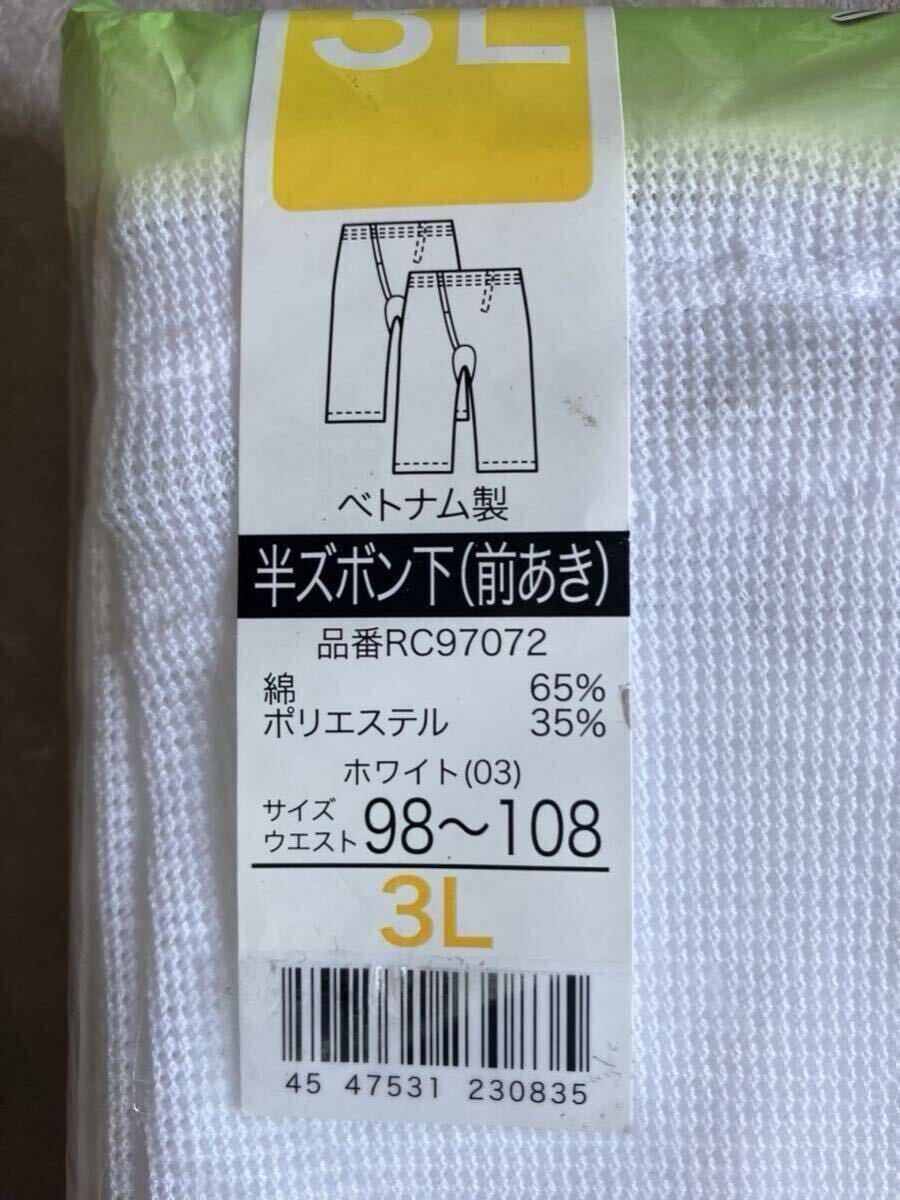 3L
ベトナム製
半ズボン下(前あき)
品番RC97072
綿 65%
ポリエステル 35%
ホワイト(03)
サイズ
ウエスト 98〜108
3L
45 47531 230835